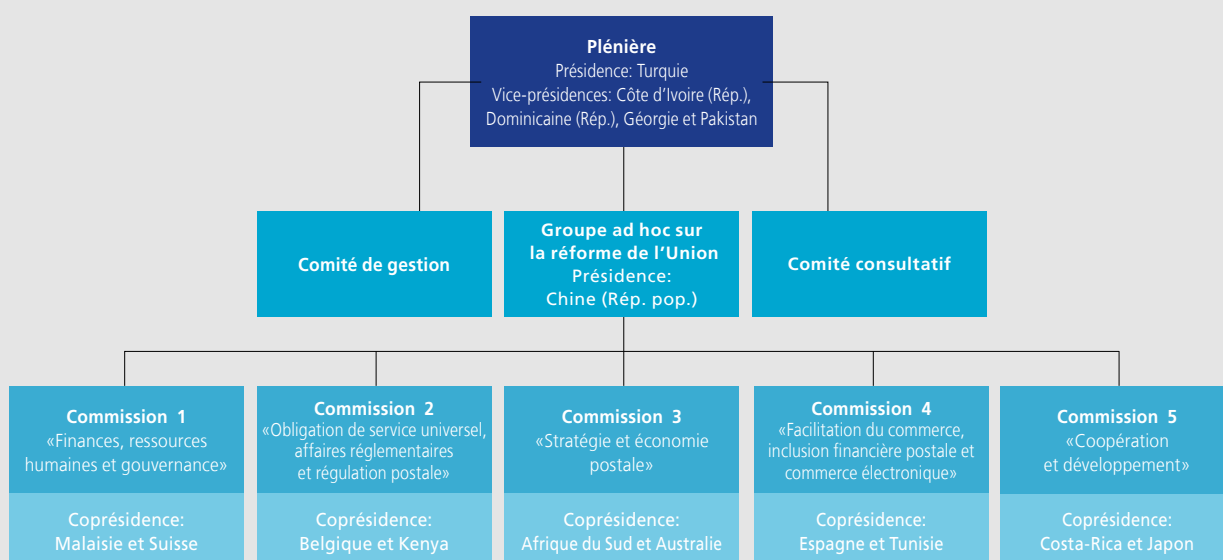 Plénière
Présidence: Turquie
Vice-présidences: Côte d’Ivoire (Rép.),
Dominicaine (Rép.), Géorgie et Pakistan
Comité de gestion
Groupe ad hoc sur
la réforme de l’Union
Présidence:
Chine (Rép. pop.)
Comité consultatif
Commission 1
«Finances, ressources
humaines et gouvernance»
Coprésidence:
Malaisie et Suisse
Commission 2
«Obligation de service universel,
affaires réglementaires
et régulation postale»
Coprésidence:
Belgique et Kenya
Commission 3
«Stratégie et économie
postale»
Coprésidence:
Afrique du Sud et Australie
Commission 4
«Facilitation du commerce,
inclusion financière postale et
commerce électronique»
Coprésidence:
Espagne et Tunisie
Commission 5
«Coopération
et développement»
Coprésidence:
Costa-Rica et Japon